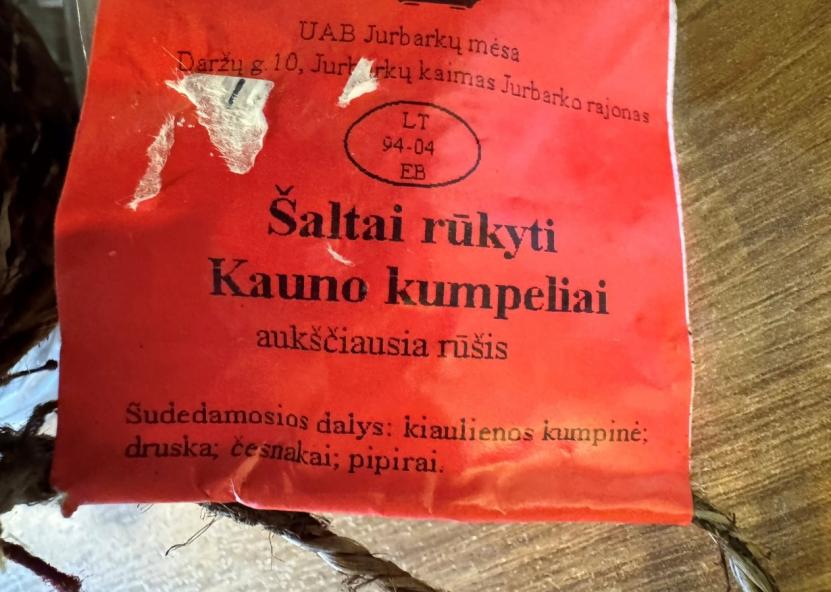 UAB Jurbarkų mėsa
Daržų g.10, Jurbarkų kaimas Jurbarko rajonas
LT
94-04
EB
Šaltai rūkyti
Kauno kumpeliai
aukščiausia rūšis
Sudedamosios dalys: kiaulienos kumpinė;
druska; česnakai; pipirai.